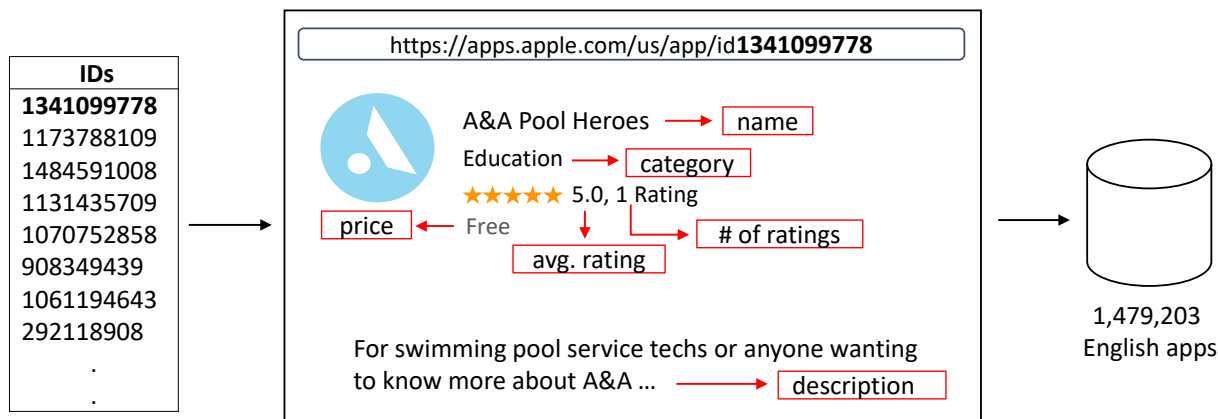 IDs
1341099778
1173788109
1484591008
1131435709
1070752858
908349439
1061194643
292118908
.
.
https://apps.apple.com/us/app/id1341099778
A&A Pool Heroes name
Education category
5.0, 1 Rating
price Free
# of ratings
avg. rating
For swimming pool service techs or anyone wanting
to know more about A&A ... description
1,479,203
English apps